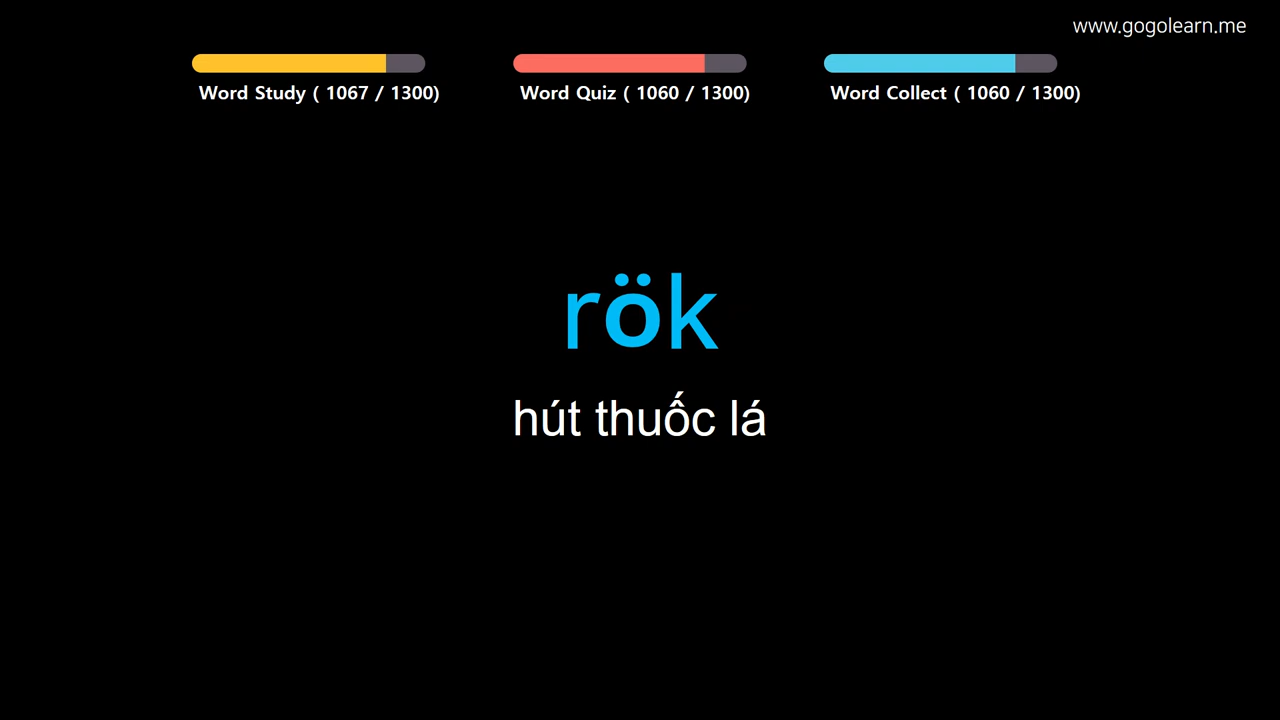 www.gogolearn.me
Word Study ( 1067 / 1300)
Word Quiz ( 1060 / 1300)
Word Collect ( 1060 / 1300)
rök
hút thuốc lá